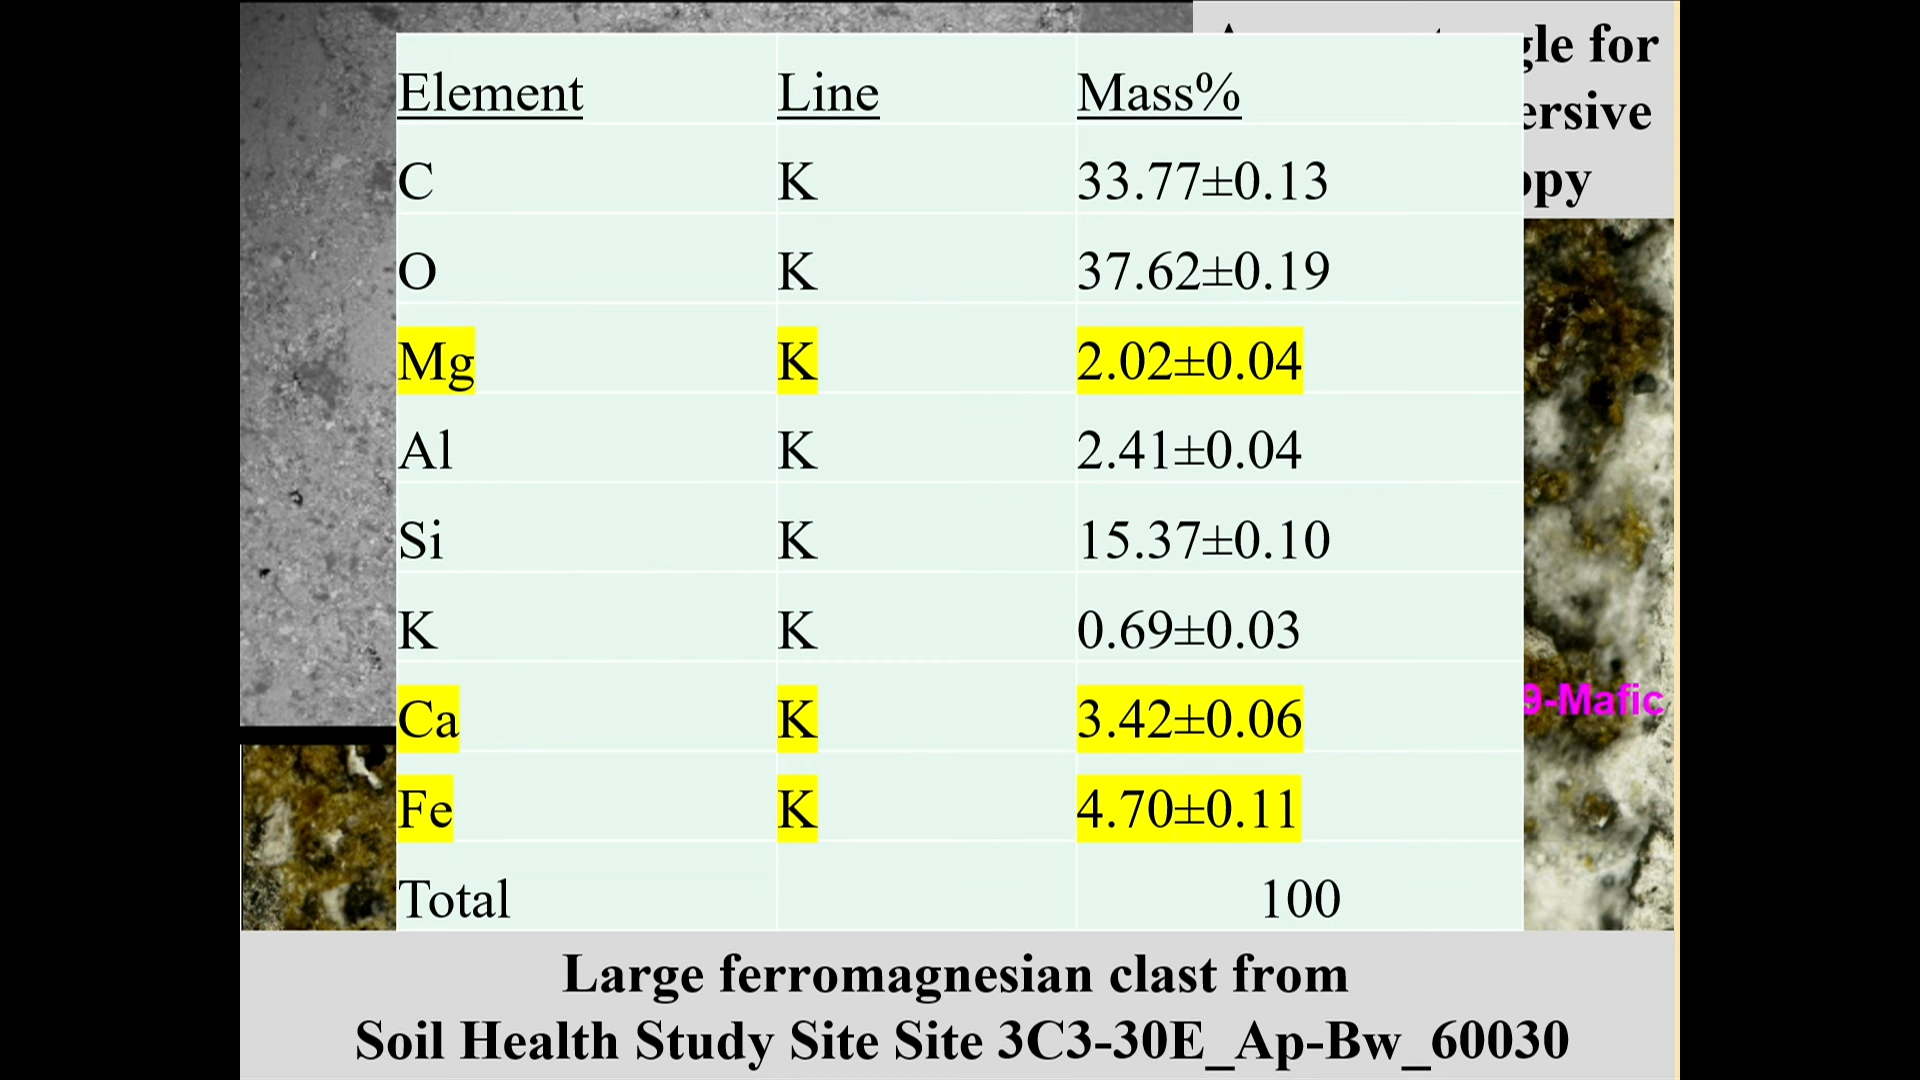 gle for
ersive
opy
Element Line Mass%
C K 33.77±0.13
O K 37.62±0.19
Mg K 2.02±0.04
Al K 2.41±0.04
Si K 15.37±0.10
K K 0.69±0.03
Ca K 3.42±0.06
Fe K 4.70±0.11
Total 100
9-Mafic
Large ferromagnesian clast from
Soil Health Study Site Site 3C3-30E_Ap-Bw_60030